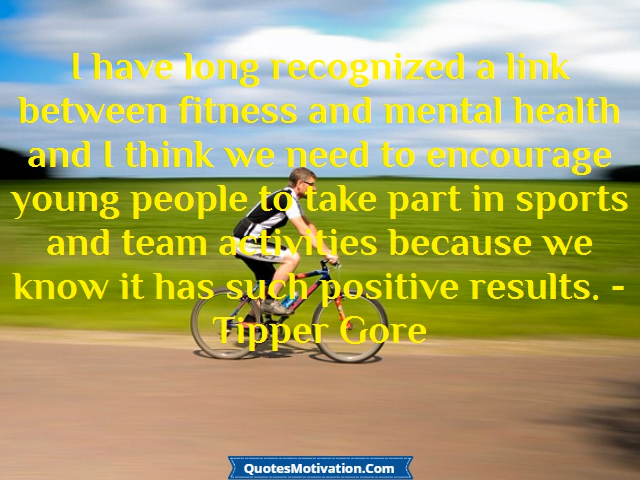 I have long recognized a link
between fitness and mental health
and I think we need to encourage
young people to take part in sports
and team activities because we
know it has such positive results. -
Tipper Gore
QuotesMotivation.Com